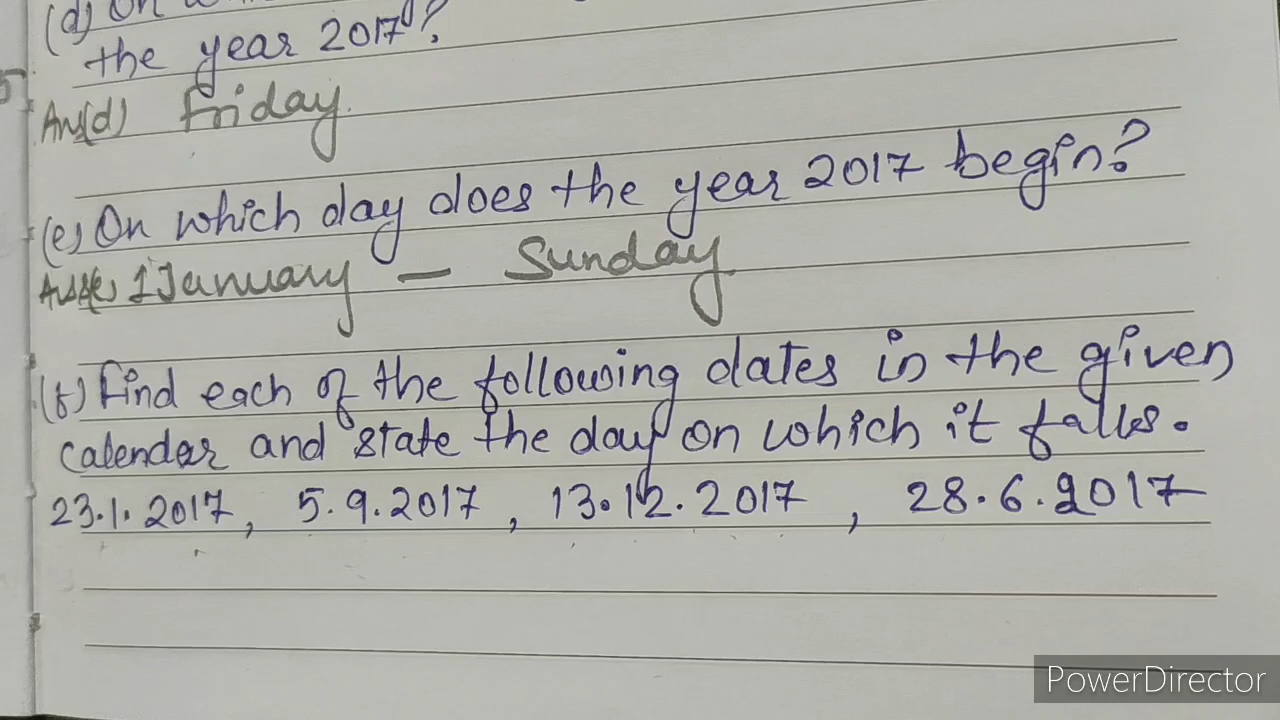 (d) On
the year 2017?
Ans(d) Friday.
(e) On which day does the year 2017 begin?
1 January – Sunday
(f) Find each of the following dates in the given
calendar and state the day on which it falls.
23.1.2017, 5.9.2017, 13.12.2017, 28.6.2017
PowerDirector